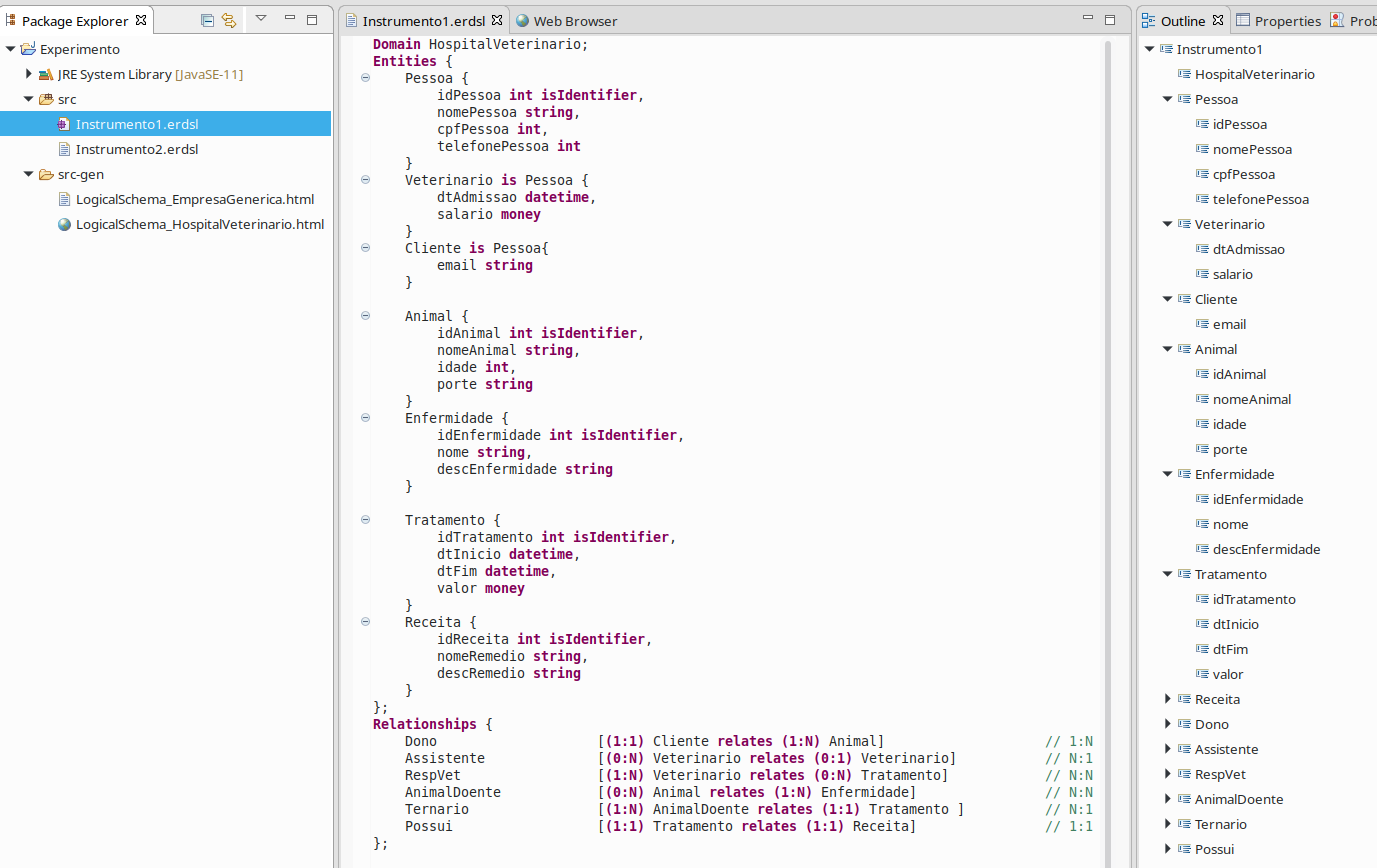 Package Explorer
Experimento
JRE System Library [JavaSE-11]
src
Instrumento1.erdsl
Instrumento2.erdsl
src-gen
LogicalSchema_EmpresaGenerica.html
LogicalSchema_HospitalVeterinario.html
Instrumento1.erdsl Web Browser
Domain HospitalVeterinario;
Entities {
Pessoa {
idPessoa int isIdentifier,
nomePessoa string,
cpfPessoa int,
telefonePessoa int
}
Veterinario is Pessoa {
dtAdmissao datetime,
salario money
}
Cliente is Pessoa{
email string
}
Animal {
idAnimal int isIdentifier,
nomeAnimal string,
idade int,
porte string
}
Enfermidade {
idEnfermidade int isIdentifier,
nome string,
descEnfermidade string
}
Tratamento {
idTratamento int isIdentifier,
dtInicio datetime,
dtFim datetime,
valor money
}
Receita {
idReceita int isIdentifier,
nomeRemedio string,
descRemedio string
}
};
Relationships {
Dono [(1:1) Cliente relates (1:N) Animal] // 1:N
Assistente [(0:N) Veterinario relates (0:1) Veterinario] // N:1
RespVet [(1:N) Veterinario relates (0:N) Tratamento] // N:N
AnimalDoente [(0:N) Animal relates (1:N) Enfermidade] // N:N
Ternario [(1:N) AnimalDoente relates (1:1) Tratamento ] // N:1
Possui [(1:1) Tratamento relates (1:1) Receita] // 1:1
};
Outline Properties Prob
Instrumento1
HospitalVeterinario
Pessoa
idPessoa
nomePessoa
cpfPessoa
telefonePessoa
Veterinario
dtAdmissao
salario
Cliente
email
Animal
idAnimal
nomeAnimal
idade
porte
Enfermidade
idEnfermidade
nome
descEnfermidade
Tratamento
idTratamento
dtInicio
dtFim
valor
Receita
Dono
Assistente
RespVet
AnimalDoente
Ternario
Possui